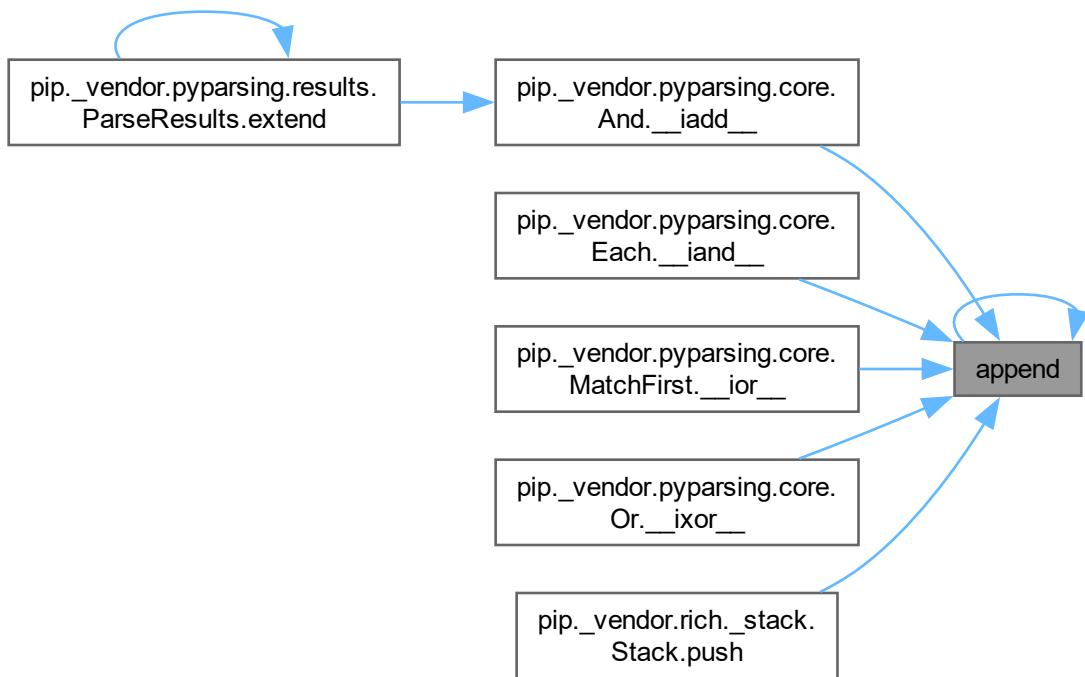 pip._vendor.pyparsing.results.
ParseResults.extend
pip._vendor.pyparsing.core.
And.__iadd__
pip._vendor.pyparsing.core.
Each.__iand__
pip._vendor.pyparsing.core.
MatchFirst.__ior__
pip._vendor.pyparsing.core.
Or.__ixor__
pip._vendor.rich._stack.
Stack.push
append